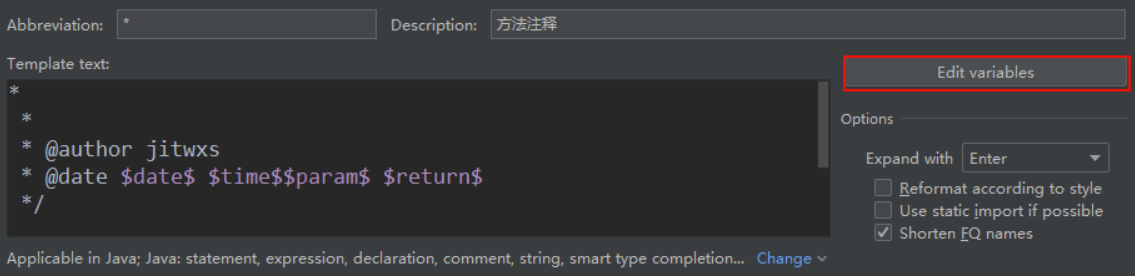 Abbreviation: * Description: 方法注释
Template text:
Edit variables
*
 *
 * @author jitwxs
 * @date $date$ $time$$param$ $return$
 */
Options
Expand with Enter
Reformat according to style
Use static import if possible
Shorten FQ names
Applicable in Java; Java: statement, expression, declaration, comment, string, smart type completion... Change